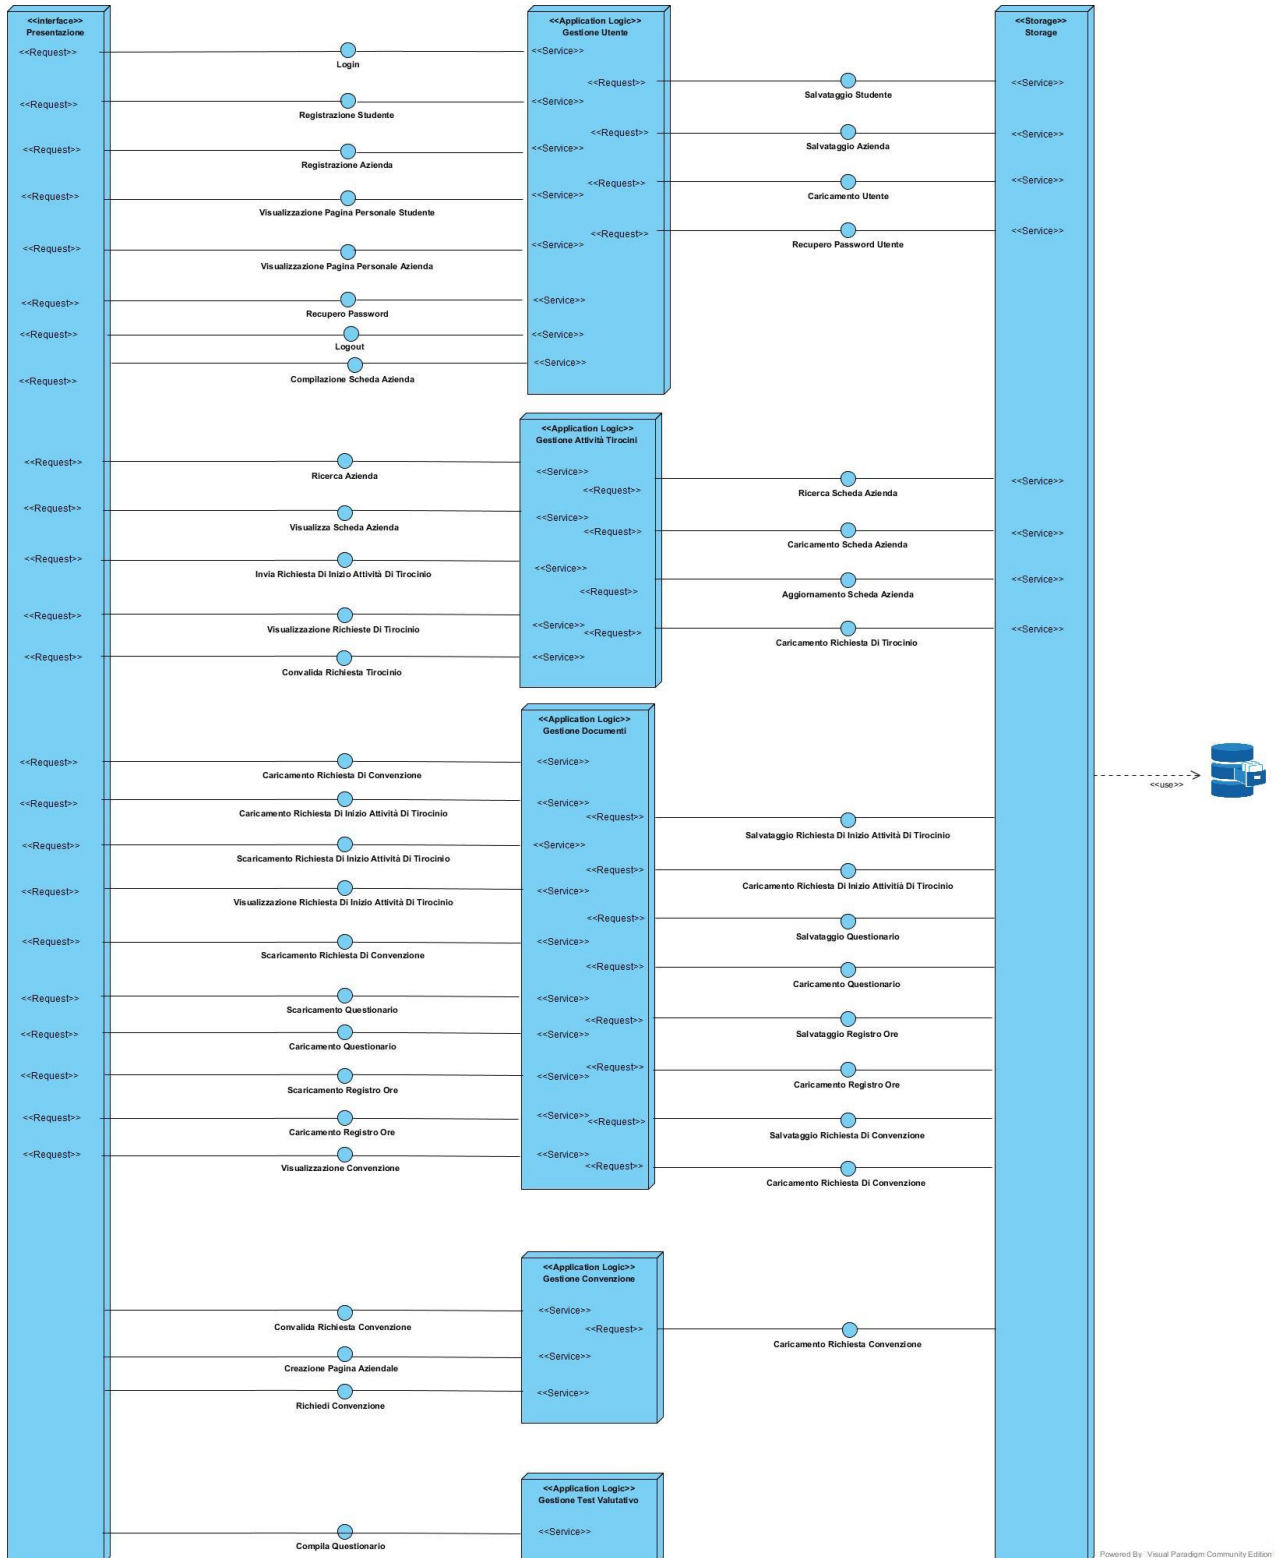 <<interface>> <<Application Logic>> <<Storage>>
Presentazione Gestione Utente Storage
<<Request>> <<Service>>
Login
<<Request>> Salvataggio Studente <<Service>>
<<Request>> Registrazione Studente <<Service>>
<<Request>> Salvataggio Azienda <<Service>>
<<Request>> Registrazione Azienda <<Service>>
<<Request>> Caricamento Utente <<Service>>
<<Request>> Visualizzazione Pagina Personale Studente <<Service>>
<<Request>> Recupero Password Utente <<Service>>
<<Request>> Visualizzazione Pagina Personale Azienda <<Service>>
<<Request>> Recupero Password <<Service>>
<<Request>> Logout <<Service>>
<<Request>> Compilazione Scheda Azienda <<Service>>
<<Application Logic>>
Gestione Attività Tirocini
<<Request>> Ricerca Azienda <<Service>>
<<Request>> Ricerca Scheda Azienda <<Service>>
<<Request>> Visualizza Scheda Azienda <<Service>>
<<Request>> Caricamento Scheda Azienda <<Service>>
<<Request>> Invia Richiesta Di Inizio Attività Di Tirocinio <<Service>>
<<Request>> Aggiornamento Scheda Azienda <<Service>>
<<Request>> Visualizzazione Richieste Di Tirocinio <<Service>>
<<Request>> Caricamento Richiesta Di Tirocinio <<Service>>
<<Request>> Convalida Richiesta Tirocinio <<Service>>
<<Application Logic>>
Gestione Documenti
<<Request>> Caricamento Richiesta Di Convenzione <<Service>>
<<use>>
<<Request>> Caricamento Richiesta Di Inizio Attività Di Tirocinio <<Service>>
<<Request>> Salvataggio Richiesta Di Inizio Attività Di Tirocinio
<<Request>> Scaricamento Richiesta Di Inizio Attività Di Tirocinio <<Service>>
<<Request>> Caricamento Richiesta Di Inizio Attivitià Di Tirocinio
<<Request>> Visualizzazione Richiesta Di Inizio Attività Di Tirocinio <<Service>>
<<Request>> Salvataggio Questionario
<<Request>> Scaricamento Richiesta Di Convenzione <<Service>>
<<Request>> Caricamento Questionario
<<Request>> Scaricamento Questionario <<Service>>
<<Request>> Salvataggio Registro Ore
<<Request>> Caricamento Questionario <<Service>>
<<Request>> Caricamento Registro Ore
<<Request>> Scaricamento Registro Ore <<Service>>
<<Request>> Salvataggio Richiesta Di Convenzione
<<Request>> Caricamento Registro Ore <<Service>>
<<Request>> Caricamento Richiesta Di Convenzione
<<Request>> Visualizzazione Convenzione <<Service>>
<<Application Logic>>
Gestione Convenzione
Convalida Richiesta Convenzione <<Service>>
<<Request>> Caricamento Richiesta Convenzione
Creazione Pagina Aziendale <<Service>>
Richiedi Convenzione <<Service>>
<<Application Logic>>
Gestione Test Valutativo
Compila Questionario <<Service>>
Powered By Visual Paradigm Community Edition